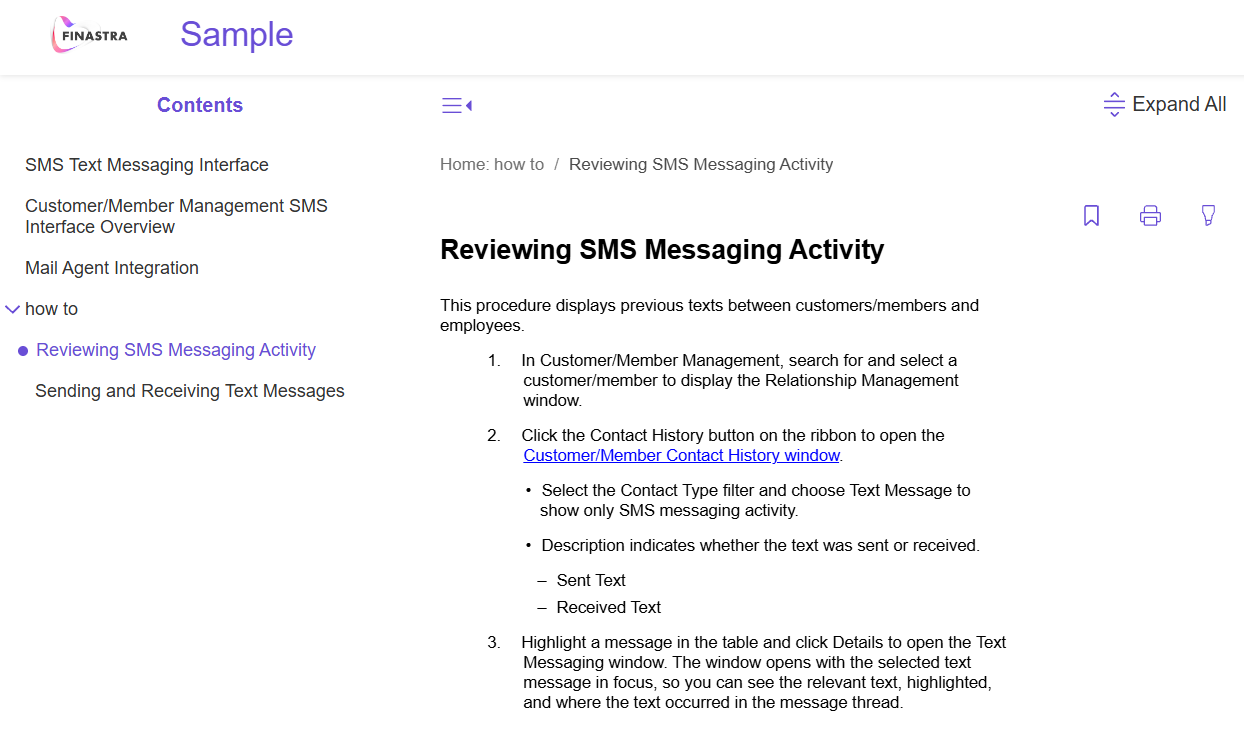 FINASTRA
Sample
Contents
Expand All
SMS Text Messaging Interface
Customer/Member Management SMS
Interface Overview
Mail Agent Integration
how to
Reviewing SMS Messaging Activity
Sending and Receiving Text Messages
Home: how to / Reviewing SMS Messaging Activity
Reviewing SMS Messaging Activity
This procedure displays previous texts between customers/members and
employees.
1. In Customer/Member Management, search for and select a
customer/member to display the Relationship Management
window.
2. Click the Contact History button on the ribbon to open the
Customer/Member Contact History window.
• Select the Contact Type filter and choose Text Message to
show only SMS messaging activity.
• Description indicates whether the text was sent or received.
– Sent Text
– Received Text
3. Highlight a message in the table and click Details to open the Text
Messaging window. The window opens with the selected text
message in focus, so you can see the relevant text, highlighted,
and where the text occurred in the message thread.